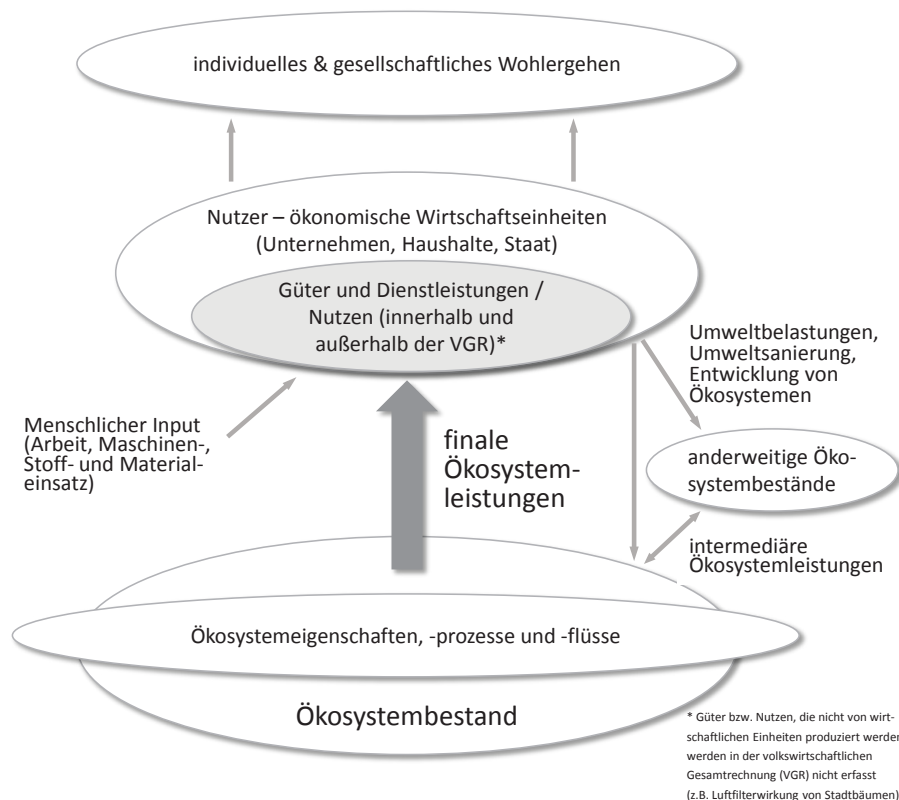 individuelles & gesellschaftliches Wohlergehen
Nutzer – ökonomische Wirtschaftseinheiten
(Unternehmen, Haushalte, Staat)
Güter und Dienstleistungen /
Nutzen (innerhalb und
außerhalb der VGR)*
Umweltbelastungen,
Umweltsanierung,
Entwicklung von
Ökosystemen
Menschlicher Input
(Arbeit, Maschinen-,
Stoff- und Material-
einsatz)
finale
Ökosystem-
leistungen
anderweitige Öko-
systembestände
intermediäre
Ökosystemleistungen
Ökosystemeigenschaften, -prozesse und -flüsse
Ökosystembestand
* Güter bzw. Nutzen, die nicht von wirt-
schaftlichen Einheiten produziert werden
werden in der volkswirtschaftlichen
Gesamtrechnung (VGR) nicht erfasst
(z.B. Luftfilterwirkung von Stadtbäumen)